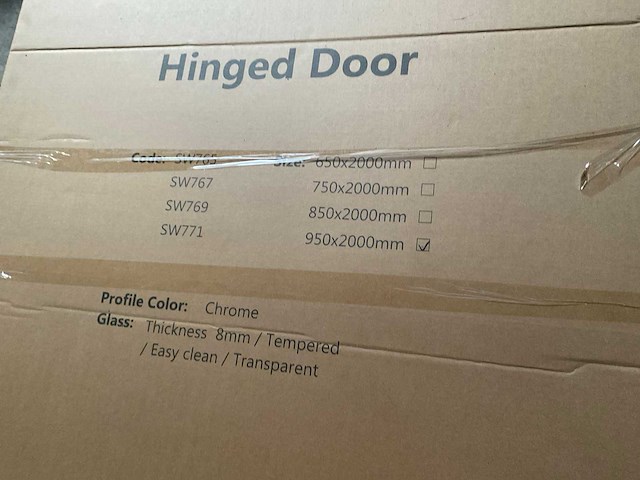 Hinged Door
Code: SW765 Size: 650x2000mm ☐
SW767 750x2000mm ☐
SW769 850x2000mm ☐
SW771 950x2000mm ☑
Profile Color: Chrome
Glass: Thickness 8mm / Tempered
/ Easy clean / Transparent